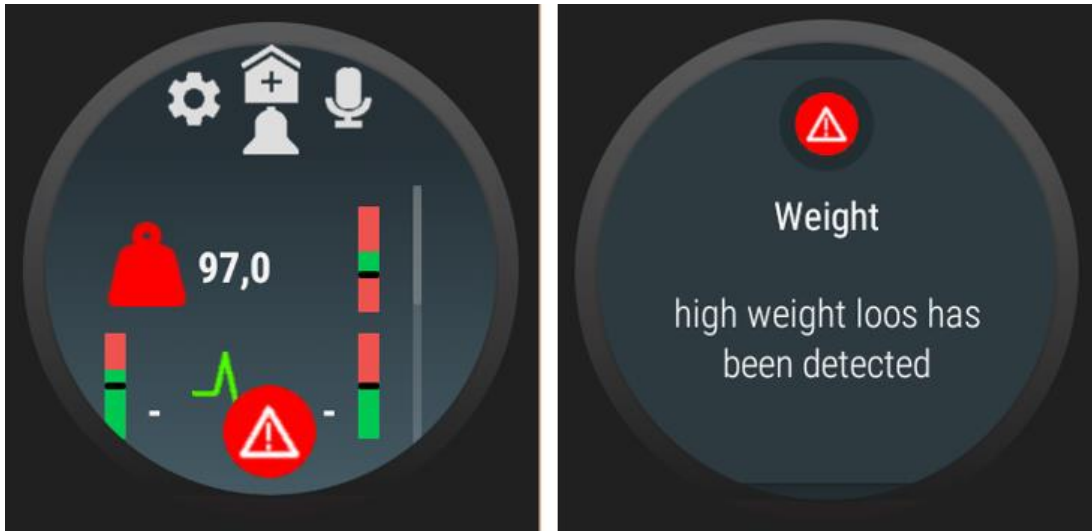 97,0
-
-
Weight
high weight loos has
been detected